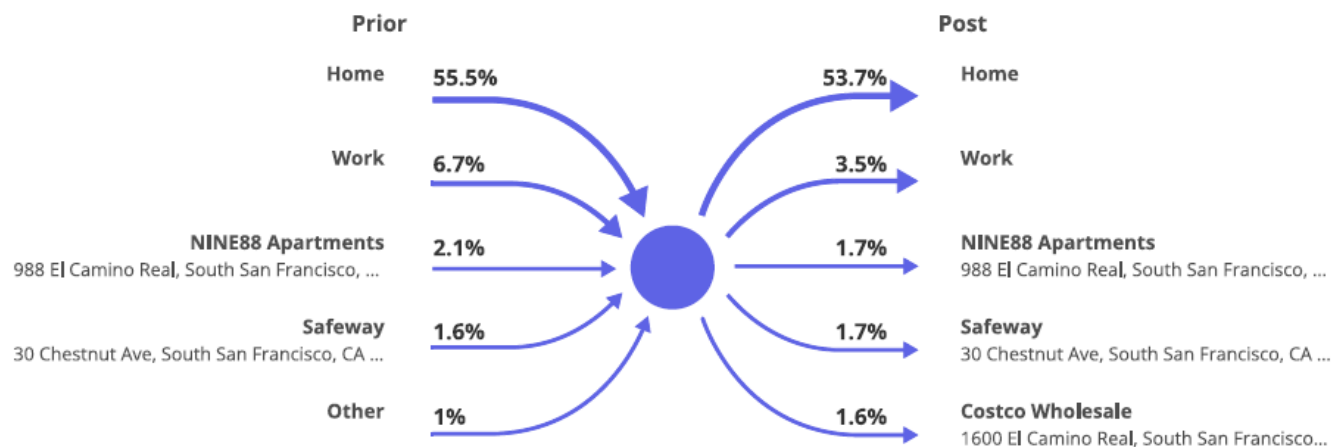 Prior
Post
Home
55.5%
53.7%
Home
Work
6.7%
3.5%
Work
NINE88 Apartments
988 El Camino Real, South San Francisco, ...
2.1%
1.7%
NINE88 Apartments
988 El Camino Real, South San Francisco, ...
Safeway
30 Chestnut Ave, South San Francisco, CA ...
1.6%
1.7%
Safeway
30 Chestnut Ave, South San Francisco, CA ...
Other
1%
1.6%
Costco Wholesale
1600 El Camino Real, South San Francisco...